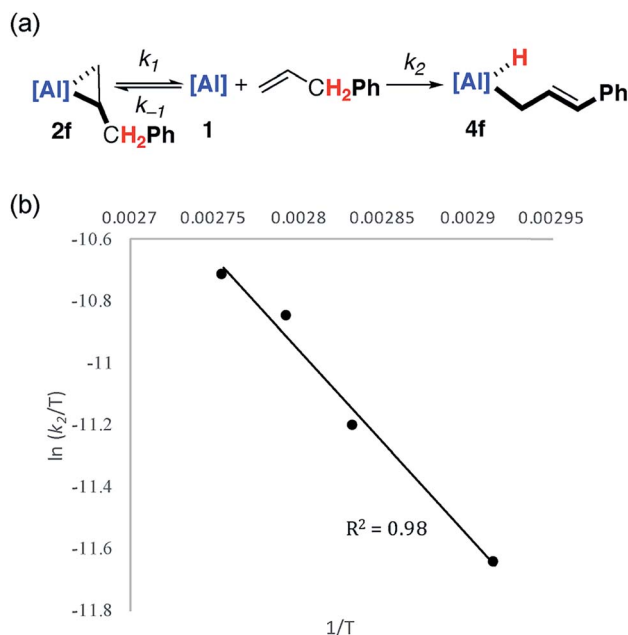 (a)
[Al] k1 k–1 [Al] + CH2Ph k2 [Al] H Ph
2f CH2Ph 1 4f
(b)
0.0027 0.00275 0.0028 0.00285 0.0029 0.00295
-10.6
-10.8
-11
-11.2
-11.4
-11.6
-11.8
ln (k2/T)
R2 = 0.98
1/T